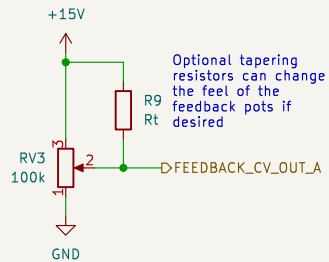 +15V
Optional tapering
resistors can change
the feel of the
feedback pots if
desired
R9
Rt
3
RV3
100k
2
1
FEEDBACK_CV_OUT_A
GND